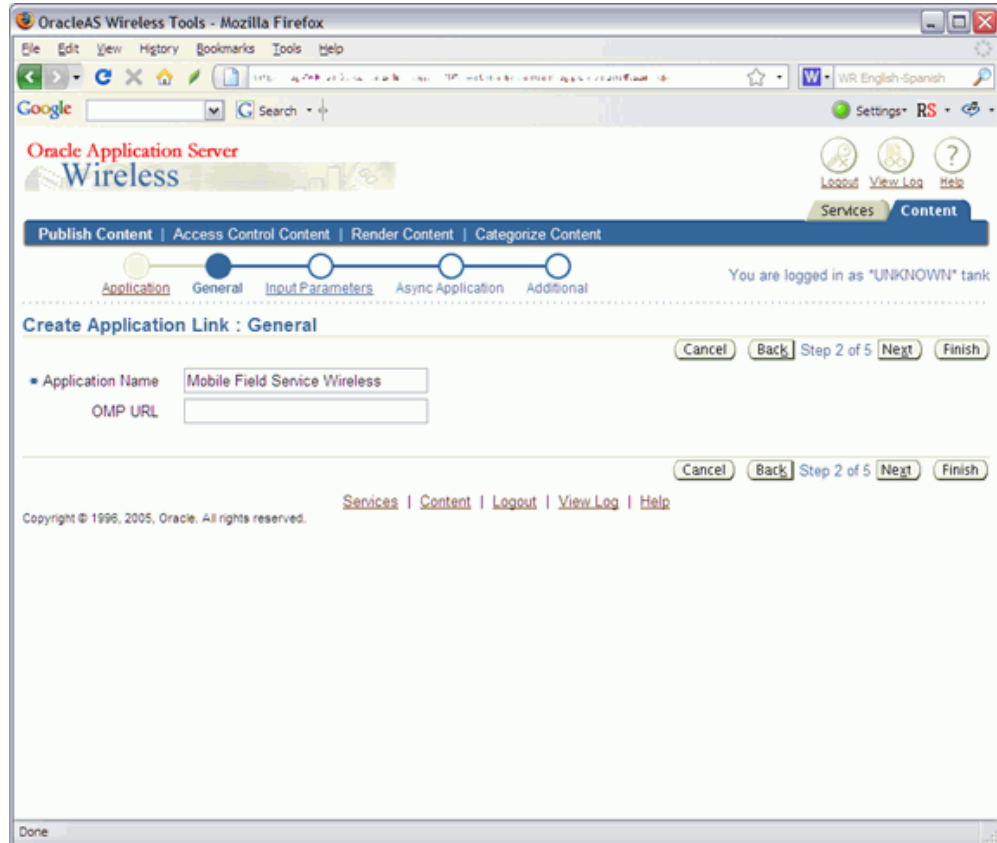 OracleAS Wireless Tools - Mozilla Firefox
File Edit View History Bookmarks Tools Help
W WR English-Spanish
Google G Search Settings RS
Oracle Application Server
Wireless
Logout View Log Help
Services Content
Publish Content | Access Control Content | Render Content | Categorize Content
Application General Input Parameters Async Application Additional
You are logged in as "UNKNOWN" tank
Create Application Link : General
Cancel Back Step 2 of 5 Next Finish
Application Name Mobile Field Service Wireless
OMP URL
Cancel Back Step 2 of 5 Next Finish
Services | Content | Logout | View Log | Help
Copyright © 1996, 2005, Oracle. All rights reserved.
Done